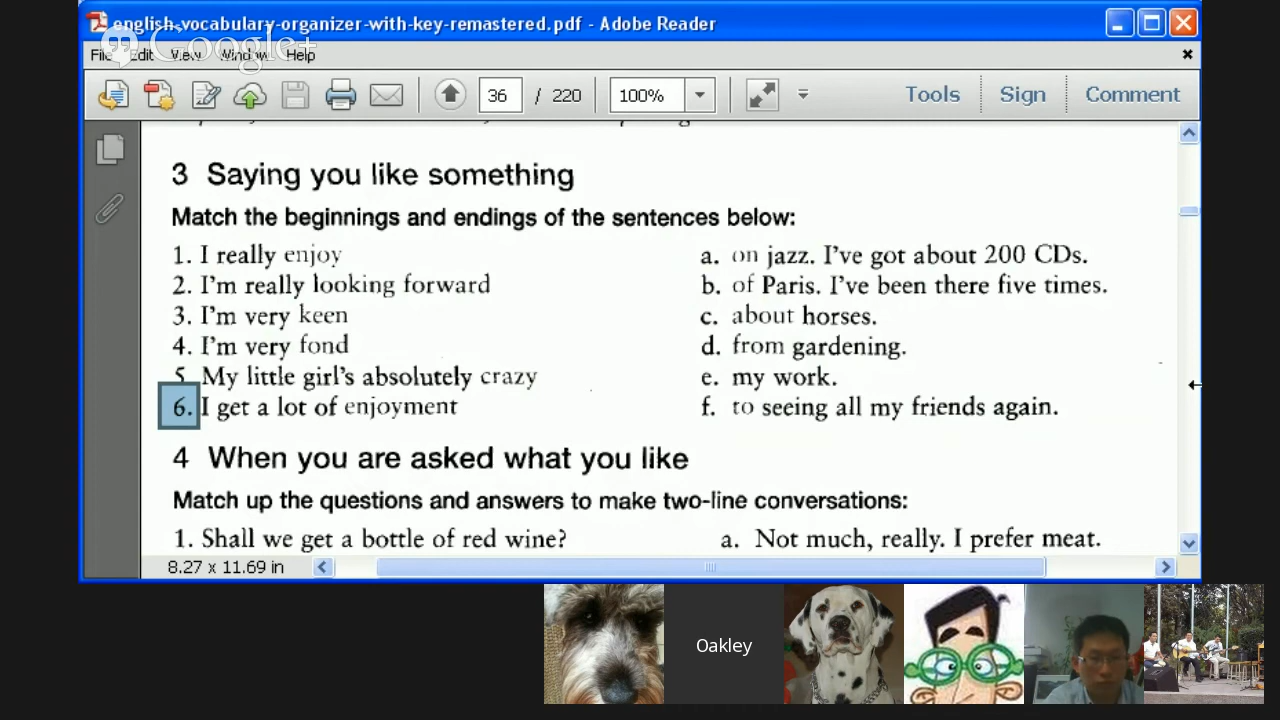 english-vocabulary-organizer-with-key-remastered.pdf - Adobe Reader
Google+
File Edit View Window Help
36 / 220 100% Tools Sign Comment
3 Saying you like something
Match the beginnings and endings of the sentences below:
1. I really enjoy a. on jazz. I've got about 200 CDs.
2. I'm really looking forward b. of Paris. I've been there five times.
3. I'm very keen c. about horses.
4. I'm very fond d. from gardening.
5. My little girl's absolutely crazy e. my work.
6. I get a lot of enjoyment f. to seeing all my friends again.
4 When you are asked what you like
Match up the questions and answers to make two-line conversations:
1. Shall we get a bottle of red wine? a. Not much, really. I prefer meat.
8.27 x 11.69 in
Oakley